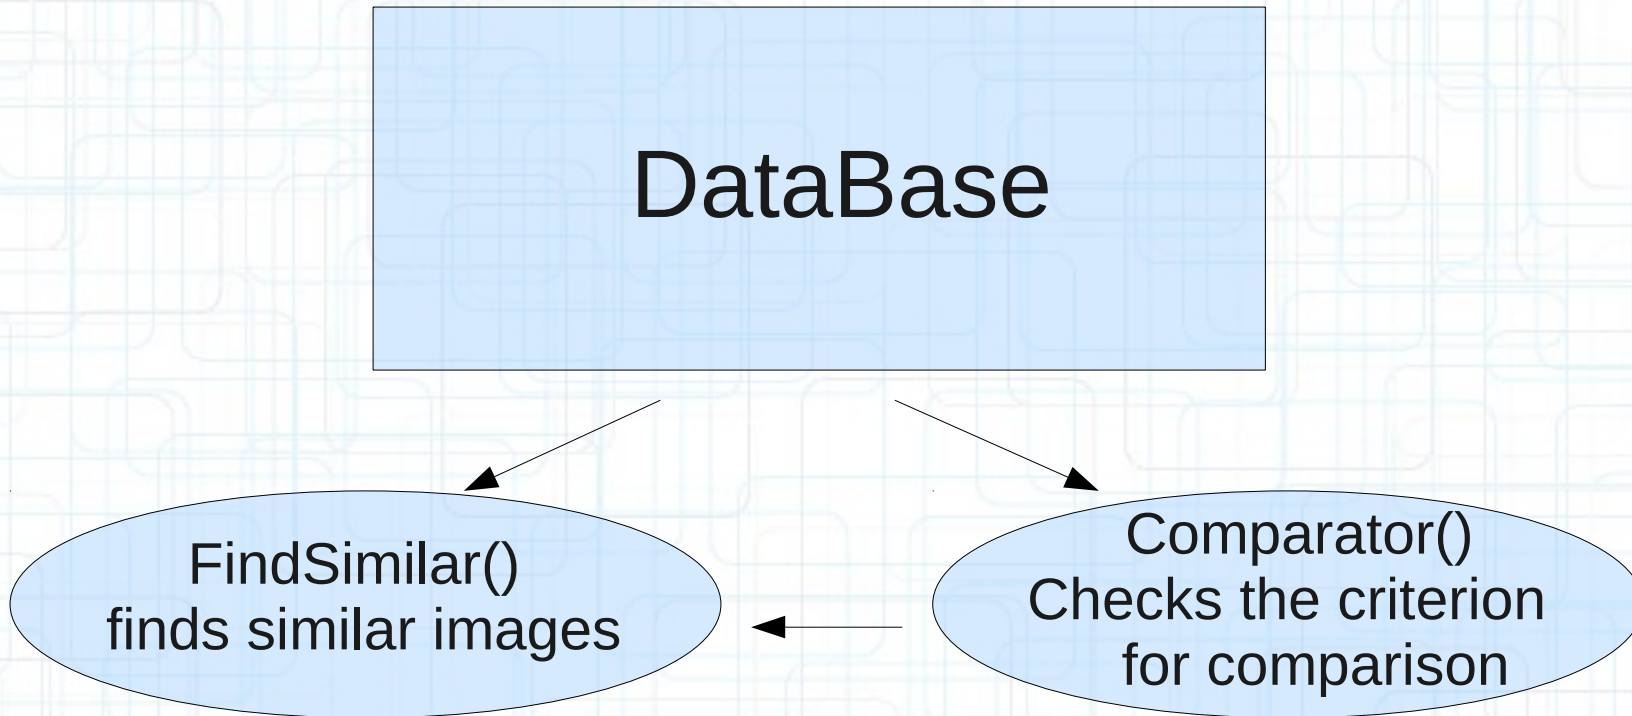 DataBase
FindSimilar()
finds similar images
Comparator()
Checks the criterion
for comparison